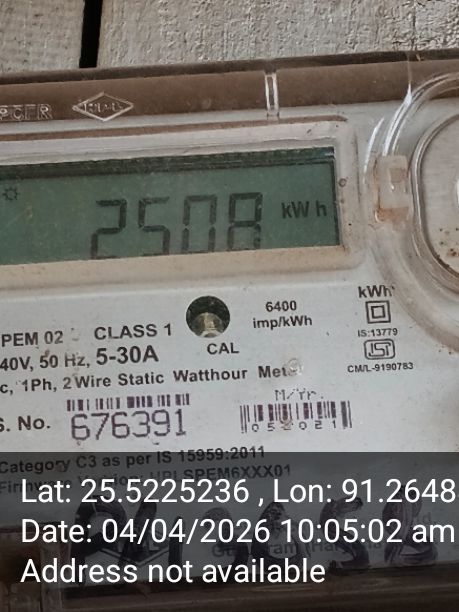 2508 kWh
6400
imp/kWh
kWh
IS:13779
CM/L-9190783
PEM 02 CLASS 1
40V, 50 Hz, 5-30A
CAL
c, 1Ph, 2 Wire Static Watthour Meter
M/Yr.
S. No. 676391
052021
Category C3 as per IS 15959:2011
Lat: 25.5225236 , Lon: 91.2648
Date: 04/04/2026 10:05:02 am
Address not available